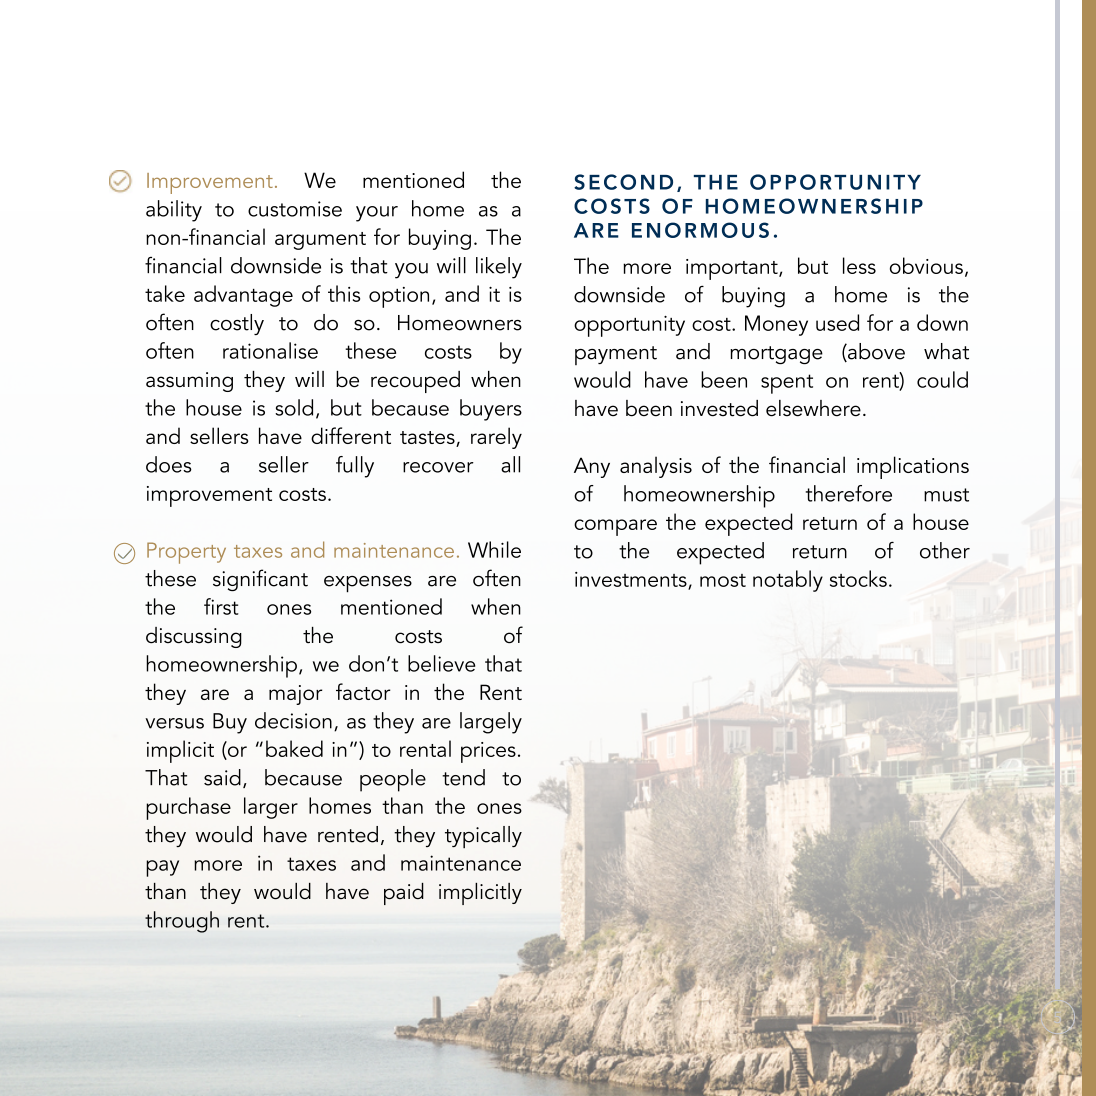 Improvement. We mentioned the
ability to customise your home as a
non-financial argument for buying. The
financial downside is that you will likely
take advantage of this option, and it is
often costly to do so. Homeowners
often rationalise these costs by
assuming they will be recouped when
the house is sold, but because buyers
and sellers have different tastes, rarely
does a seller fully recover all
improvement costs.
Property taxes and maintenance. While
these significant expenses are often
the first ones mentioned when
discussing the costs of
homeownership, we don’t believe that
they are a major factor in the Rent
versus Buy decision, as they are largely
implicit (or “baked in”) to rental prices.
That said, because people tend to
purchase larger homes than the ones
they would have rented, they typically
pay more in taxes and maintenance
than they would have paid implicitly
through rent.
SECOND, THE OPPORTUNITY
COSTS OF HOMEOWNERSHIP
ARE ENORMOUS.
The more important, but less obvious,
downside of buying a home is the
opportunity cost. Money used for a down
payment and mortgage (above what
would have been spent on rent) could
have been invested elsewhere.
Any analysis of the financial implications
of homeownership therefore must
compare the expected return of a house
to the expected return of other
investments, most notably stocks.